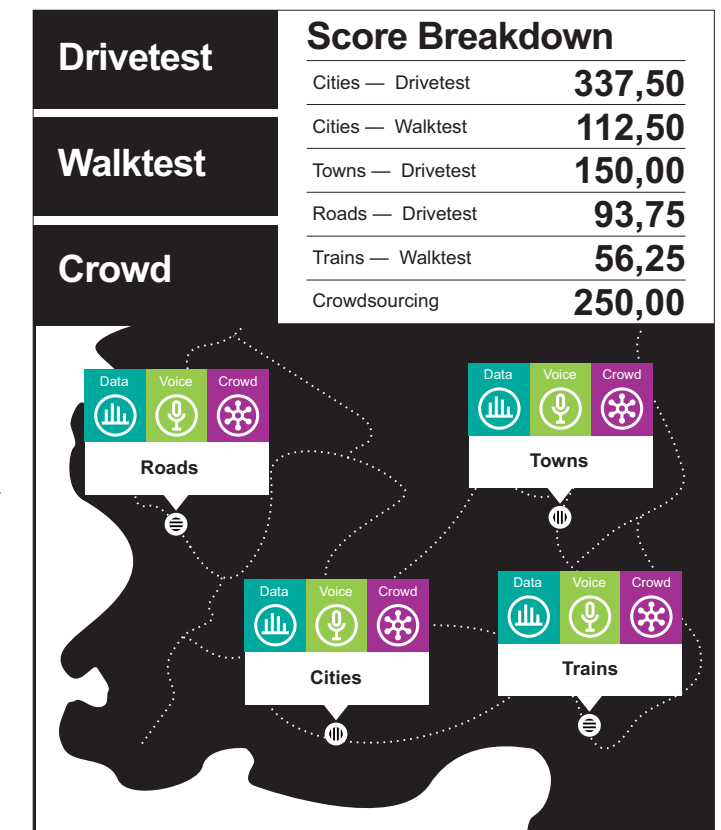 Drivetest
Walktest
Crowd
Score Breakdown
Cities — Drivetest 337,50
Cities — Walktest 112,50
Towns — Drivetest 150,00
Roads — Drivetest 93,75
Trains — Walktest 56,25
Crowdsourcing 250,00
Data Voice Crowd
Roads
Data Voice Crowd
Towns
Data Voice Crowd
Cities
Data Voice Crowd
Trains